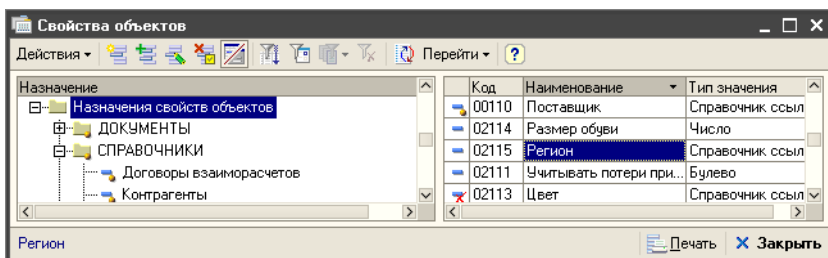 Свойства объектов
Действия Перейти ?
Назначение
Назначения свойств объектов
ДОКУМЕНТЫ
СПРАВОЧНИКИ
Договоры взаиморасчетов
Контрагенты
Код Наименование Тип значения
00110 Поставщик Справочник ссыл
02114 Размер обуви Число
02115 Регион Справочник ссыл
02111 Учитывать потери при... Булево
02113 Цвет Справочник ссыл
Регион Печать Закрыть